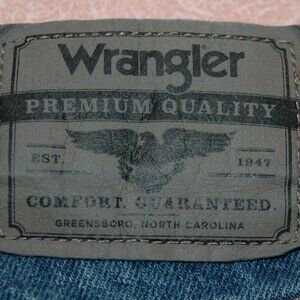 Wrangler
PREMIUM QUALITY
EST. 1947
COMFORT. GUARANTEED.
GREENSBORO, NORTH CAROLINA